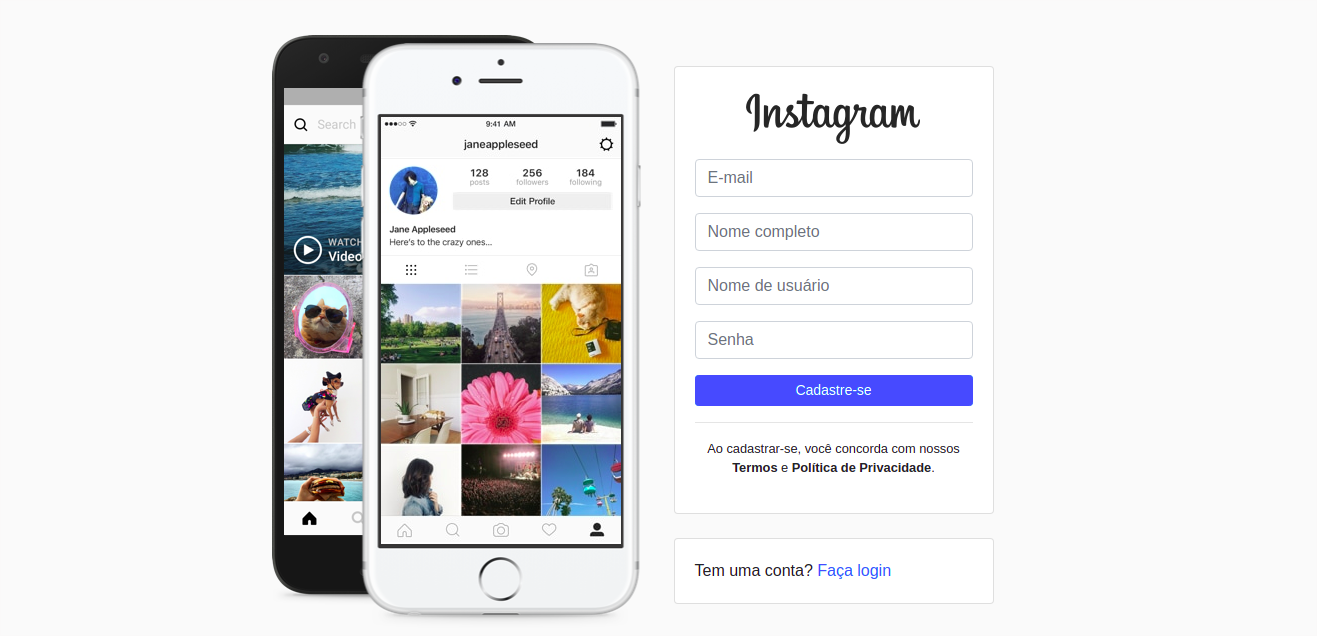 Search
WATCH
Video
9:41 AM
janeappleseed
128
posts
256
followers
184
following
Edit Profile
Jane Appleseed
Here's to the crazy ones...
Instagram
E-mail
Nome completo
Nome de usuário
Senha
Cadastre-se
Ao cadastrar-se, você concorda com nossos
Termos e Política de Privacidade.
Tem uma conta? Faça login